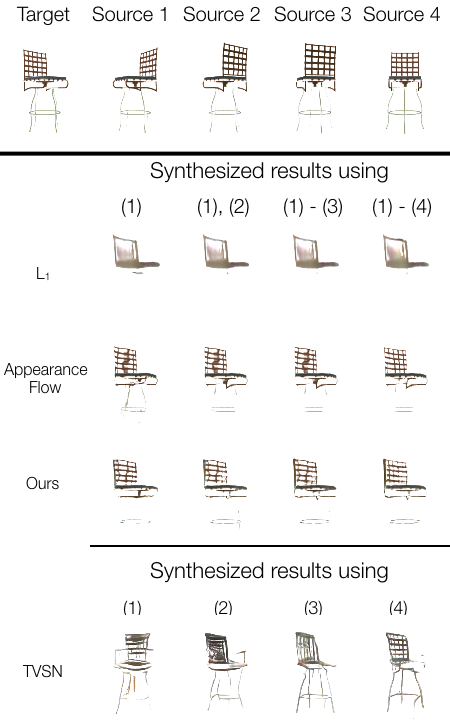 Target Source 1 Source 2 Source 3 Source 4
Synthesized results using
(1) (1), (2) (1) - (3) (1) - (4)
L₁
Appearance
Flow
Ours
Synthesized results using
(1) (2) (3) (4)
TVSN